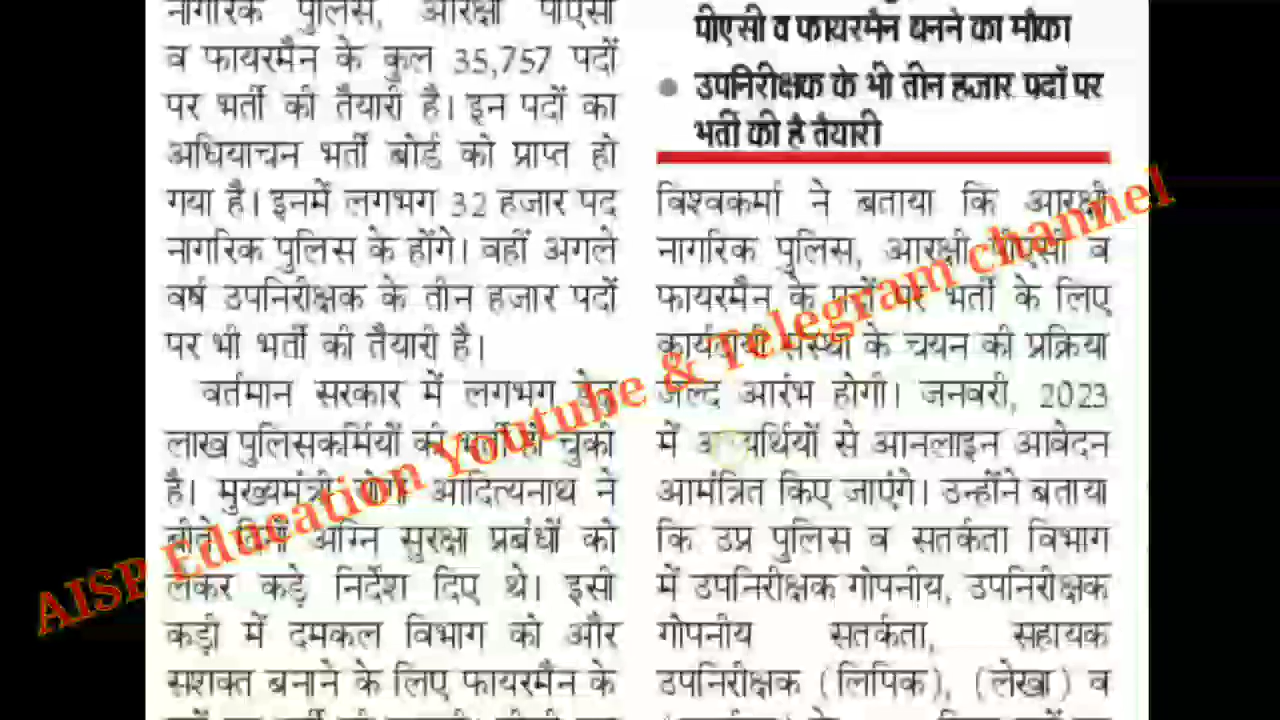 नागरिक पुलिस, आरक्षी पीएसी
व फायरमैन के कुल 35,757 पदों
पर भर्ती की तैयारी है। इन पदों का
अधियाचन भर्ती बोर्ड को प्राप्त हो
गया है। इनमें लगभग 32 हजार पद
नागरिक पुलिस के होंगे। वहीं अगले
वर्ष उपनिरीक्षक के तीन हजार पदों
पर भी भर्ती की तैयारी है।
वर्तमान सरकार में लगभग डेढ़
लाख पुलिसकर्मियों की भर्ती हो चुकी
है। मुख्यमंत्री योगी आदित्यनाथ ने
बीते दिनों अग्नि सुरक्षा प्रबंधों को
लेकर कड़े निर्देश दिए थे। इसी
कड़ी में दमकल विभाग को और
सशक्त बनाने के लिए फायरमैन के
पीएसी व फायरमैन बनने का मौका
• उपनिरीक्षक के भी तीन हजार पदों पर
भर्ती की है तैयारी
विश्वकर्मा ने बताया कि आरक्षी
नागरिक पुलिस, आरक्षी पीएसी व
फायरमैन के पदों पर भर्ती के लिए
कार्यदायी संस्था के चयन की प्रक्रिया
जल्द आरंभ होगी। जनवरी, 2023
में अभ्यर्थियों से आनलाइन आवेदन
आमंत्रित किए जाएंगे। उन्होंने बताया
कि उप्र पुलिस व सतर्कता विभाग
में उपनिरीक्षक गोपनीय, उपनिरीक्षक
गोपनीय सतर्कता, सहायक
उपनिरीक्षक (लिपिक), (लेखा) व
AISP Education Youtube & Telegram channel